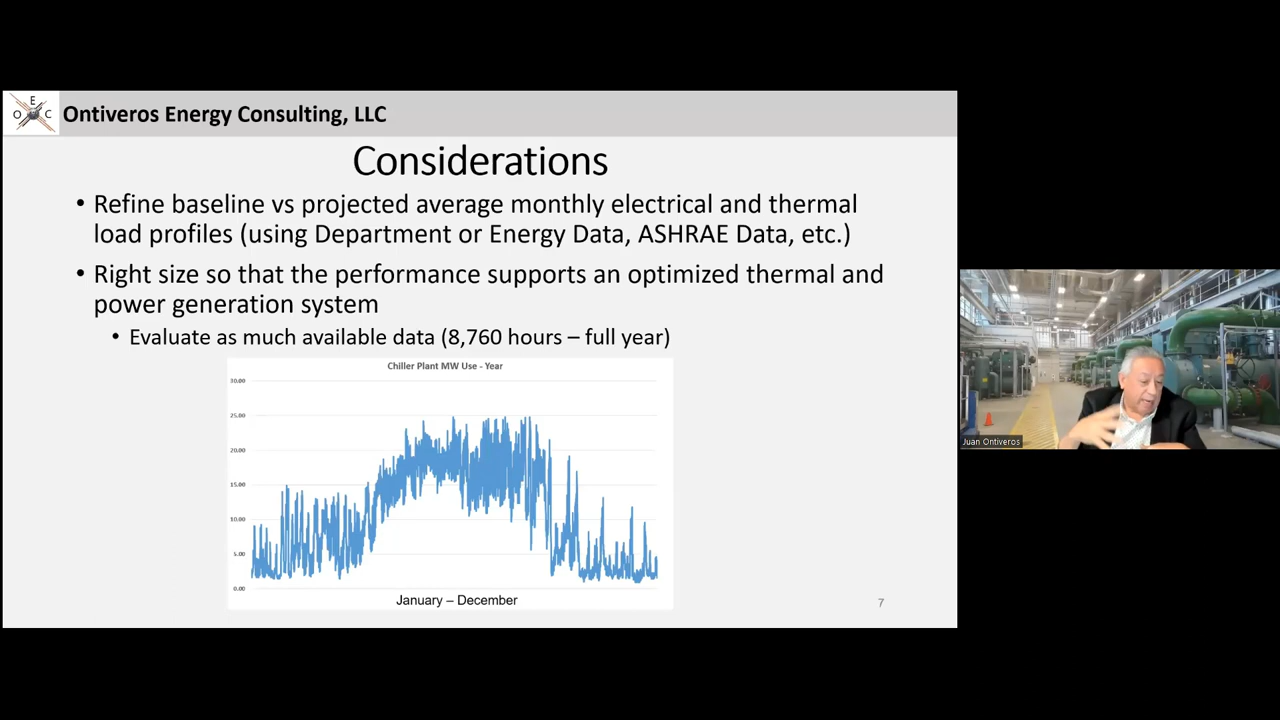 E
O C
Ontiveros Energy Consulting, LLC
Considerations
• Refine baseline vs projected average monthly electrical and thermal
load profiles (using Department or Energy Data, ASHRAE Data, etc.)
• Right size so that the performance supports an optimized thermal and
power generation system
• Evaluate as much available data (8,760 hours – full year)
Chiller Plant MW Use - Year
30.00
25.00
20.00
15.00
10.00
5.00
0.00
January – December
7
Juan Ontiveros